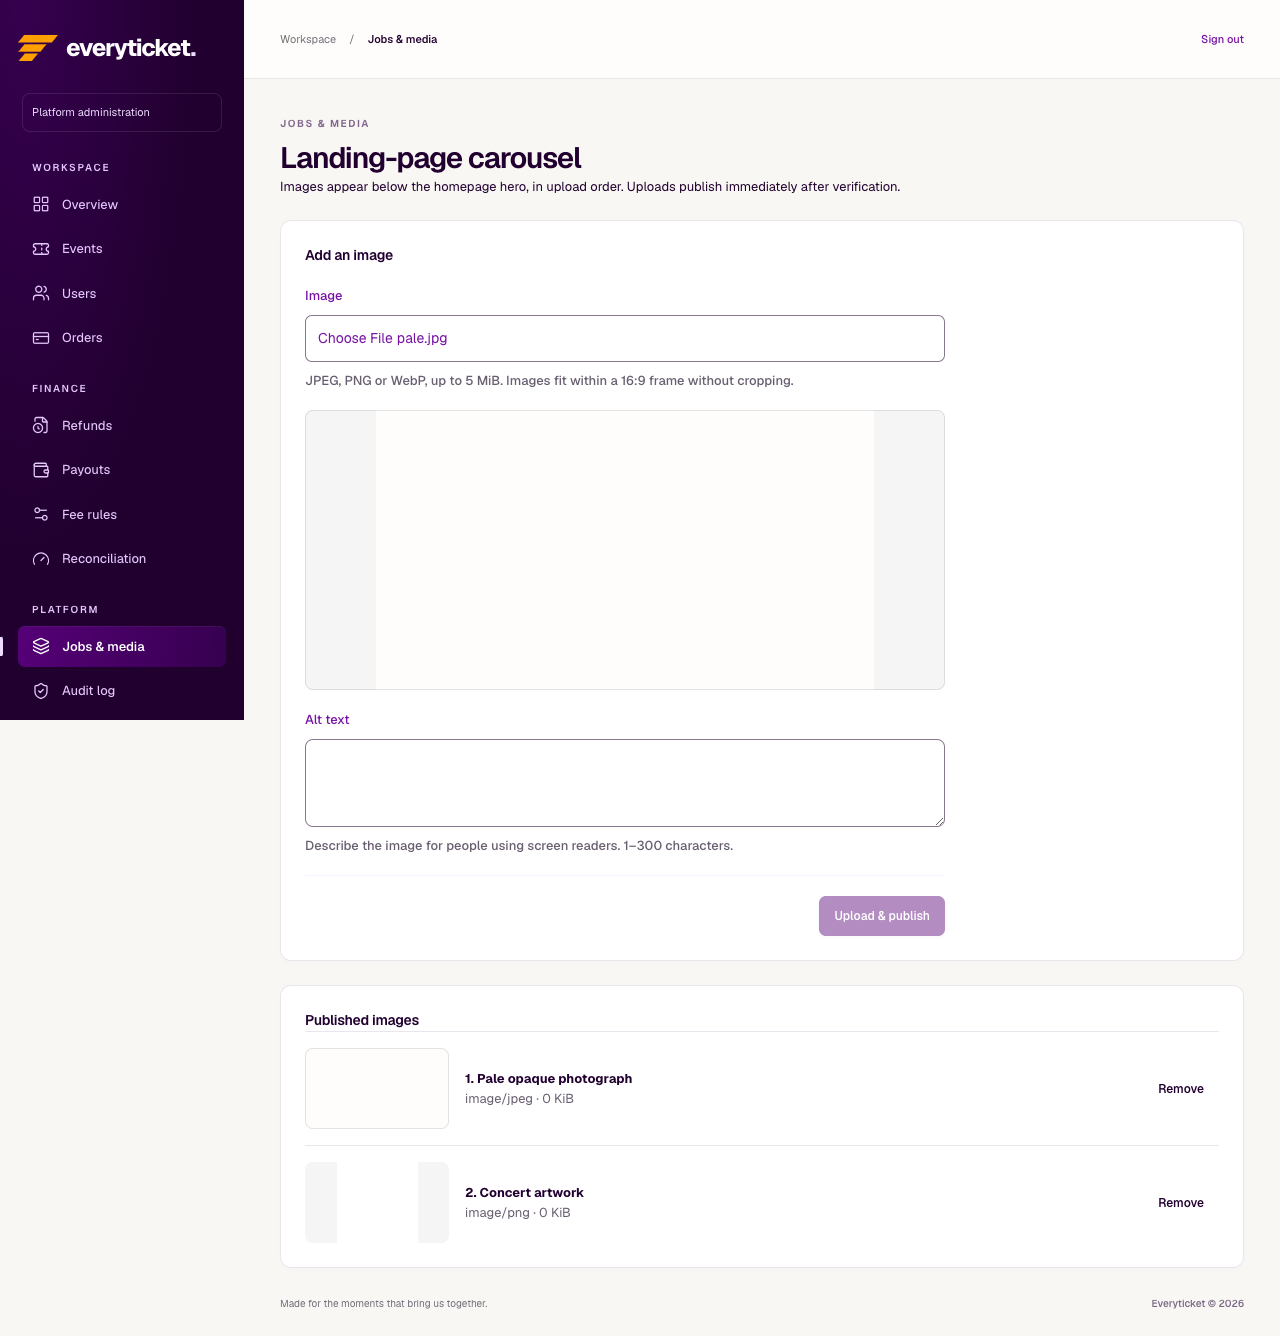 everyticket.
Platform administration
WORKSPACE
Overview
Events
Users
Orders
FINANCE
Refunds
Payouts
Fee rules
Reconciliation
PLATFORM
Jobs & media
Audit log
Workspace / Jobs & media
Sign out
JOBS & MEDIA
Landing-page carousel
Images appear below the homepage hero, in upload order. Uploads publish immediately after verification.
Add an image
Image
Choose File pale.jpg
JPEG, PNG or WebP, up to 5 MiB. Images fit within a 16:9 frame without cropping.
Alt text
Describe the image for people using screen readers. 1–300 characters.
Upload & publish
Published images
1. Pale opaque photograph
image/jpeg · 0 KiB
Remove
2. Concert artwork
image/png · 0 KiB
Remove
Made for the moments that bring us together.
Everyticket © 2026